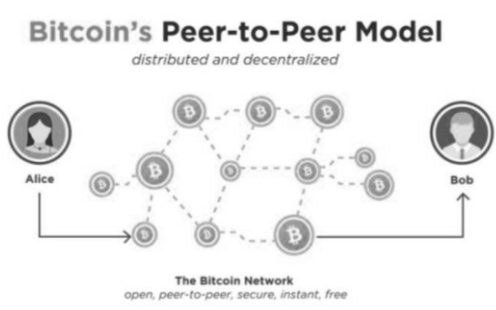 Bitcoin's Peer-to-Peer Model
distributed and decentralized
Alice
Bob
The Bitcoin Network
open, peer-to-peer, secure, instant, free